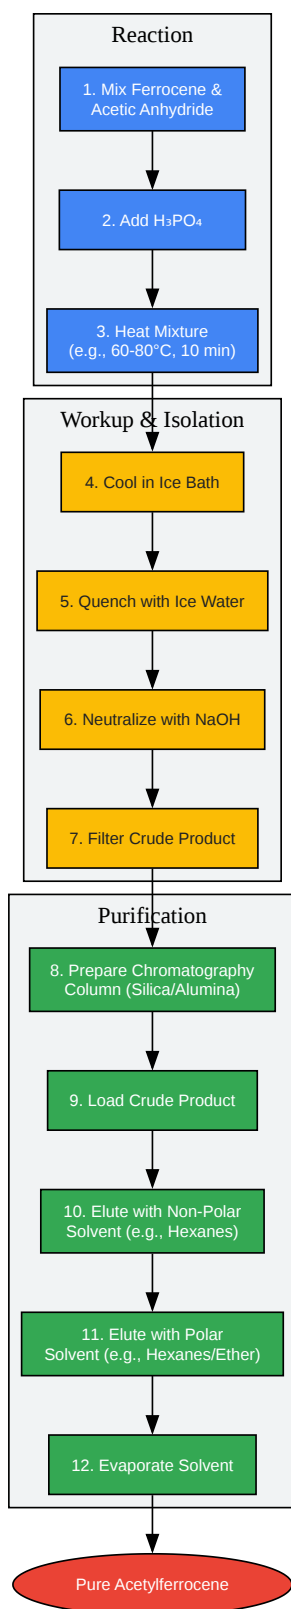 Reaction
1. Mix Ferrocene &
Acetic Anhydride
2. Add H₃PO₄
3. Heat Mixture
(e.g., 60-80°C, 10 min)
Workup & Isolation
4. Cool in Ice Bath
5. Quench with Ice Water
6. Neutralize with NaOH
7. Filter Crude Product
Purification
8. Prepare Chromatography
Column (Silica/Alumina)
9. Load Crude Product
10. Elute with Non-Polar
Solvent (e.g., Hexanes)
11. Elute with Polar
Solvent (e.g., Hexanes/Ether)
12. Evaporate Solvent
Pure Acetylferrocene